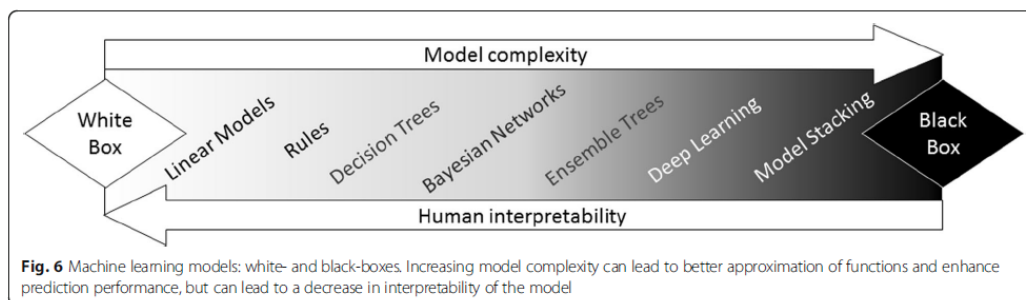 Model complexity
White
Box
Linear Models
Rules
Decision Trees
Bayesian Networks
Ensemble Trees
Deep Learning
Model Stacking
Black
Box
Human interpretability
Fig. 6 Machine learning models: white- and black-boxes. Increasing model complexity can lead to better approximation of functions and enhance
prediction performance, but can lead to a decrease in interpretability of the model